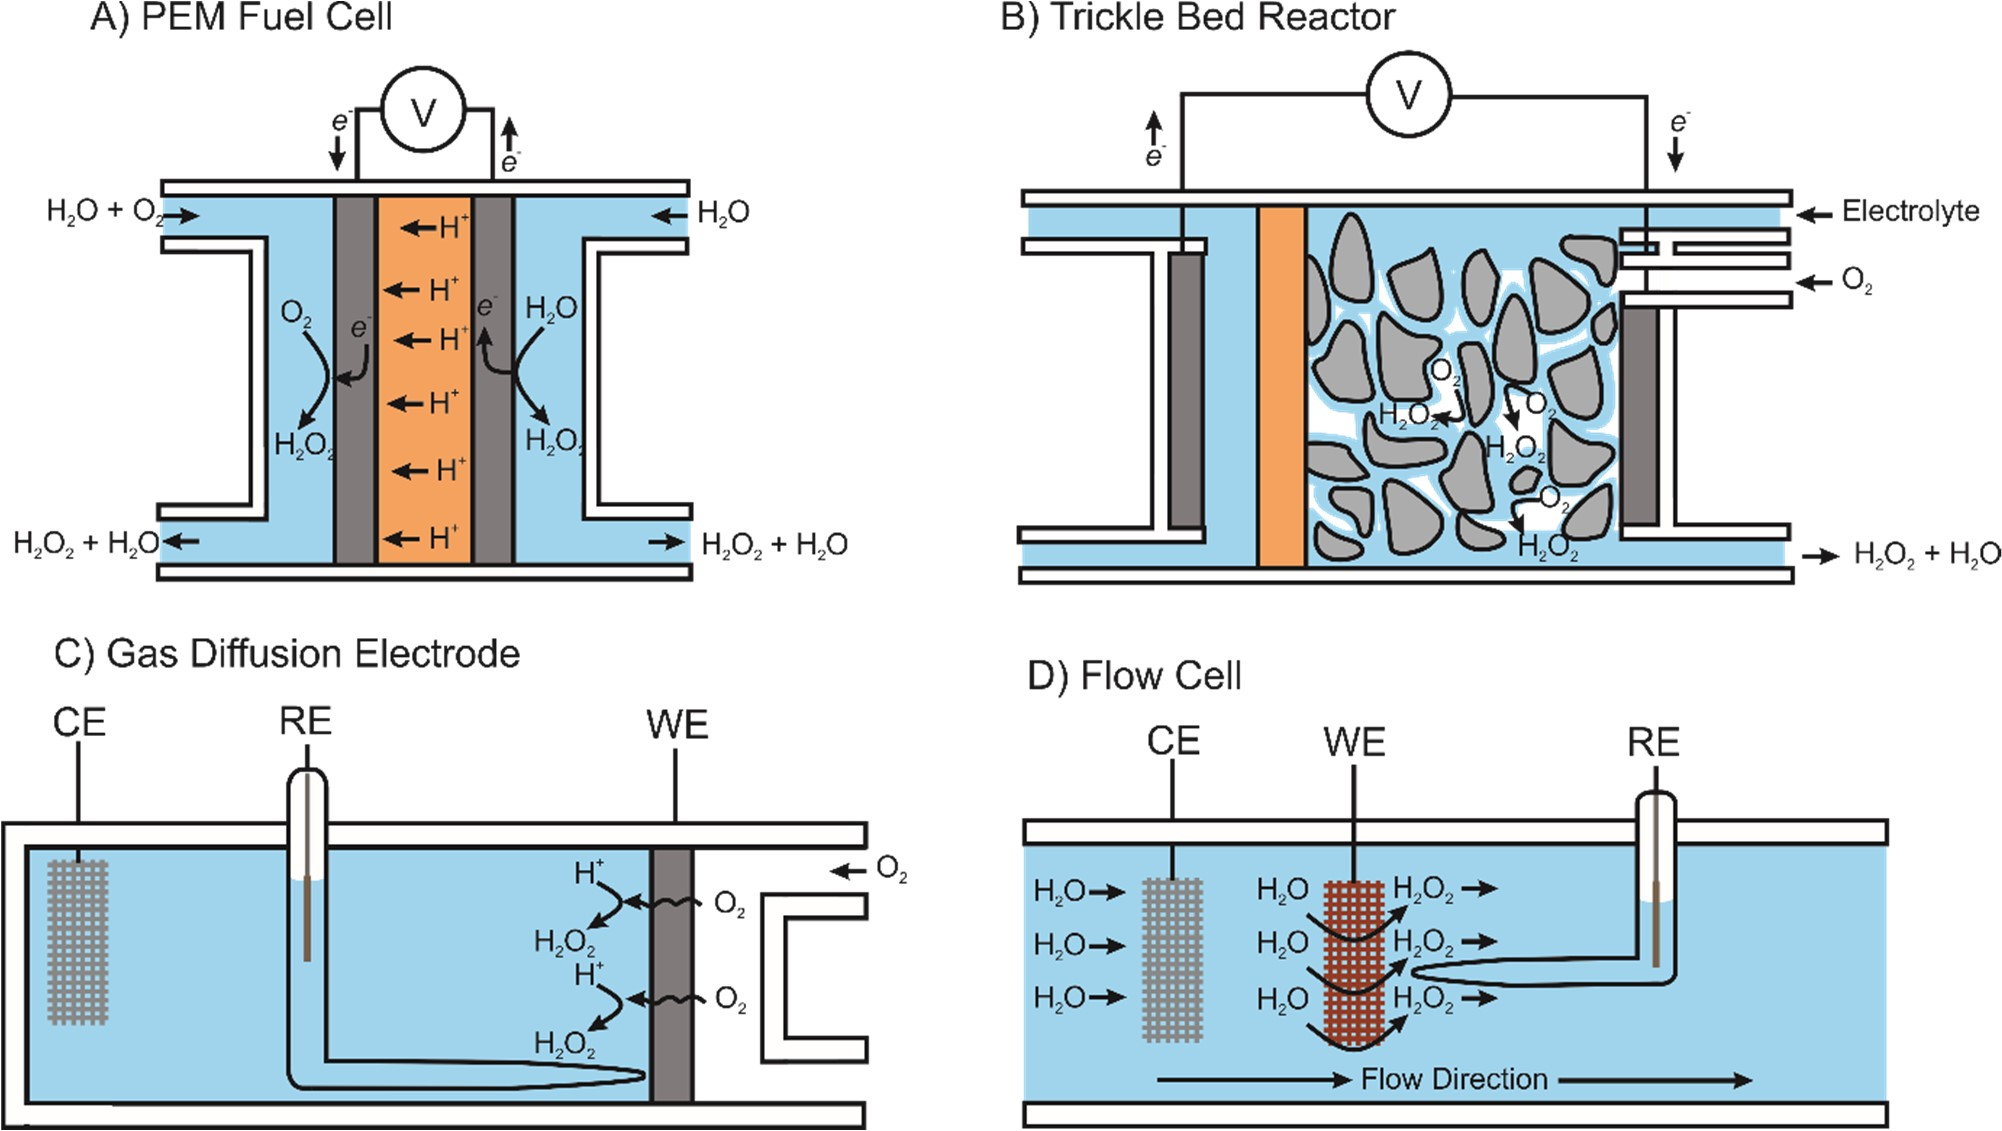 A) PEM Fuel Cell
V
e⁻
e⁻
H₂O + O₂
H₂O
H⁺
H⁺
H⁺
H⁺
H⁺
H⁺
O₂
e⁻
H₂O₂
e⁻
H₂O
H₂O₂
H₂O₂ + H₂O
H₂O₂ + H₂O
B) Trickle Bed Reactor
V
e⁻
e⁻
Electrolyte
O₂
O₂
H₂O₂
O₂
H₂O₂
O₂
H₂O₂
H₂O₂ + H₂O
C) Gas Diffusion Electrode
CE
RE
WE
O₂
H⁺
O₂
H₂O₂
H⁺
O₂
H₂O₂
D) Flow Cell
CE
WE
RE
H₂O
H₂O
H₂O₂
H₂O
H₂O
H₂O₂
H₂O
H₂O
H₂O₂
Flow Direction